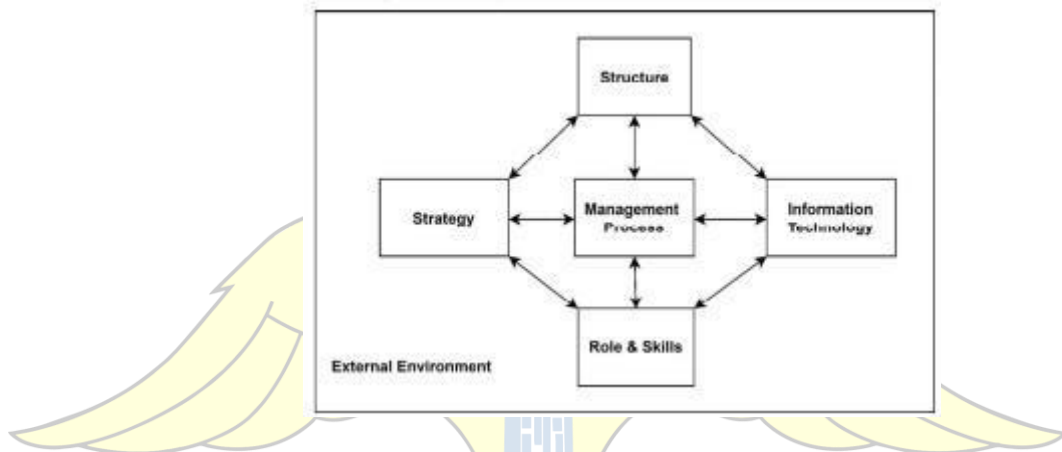 Structure
Strategy
Management
Process
Information
Technology
Role & Skills
External Environment